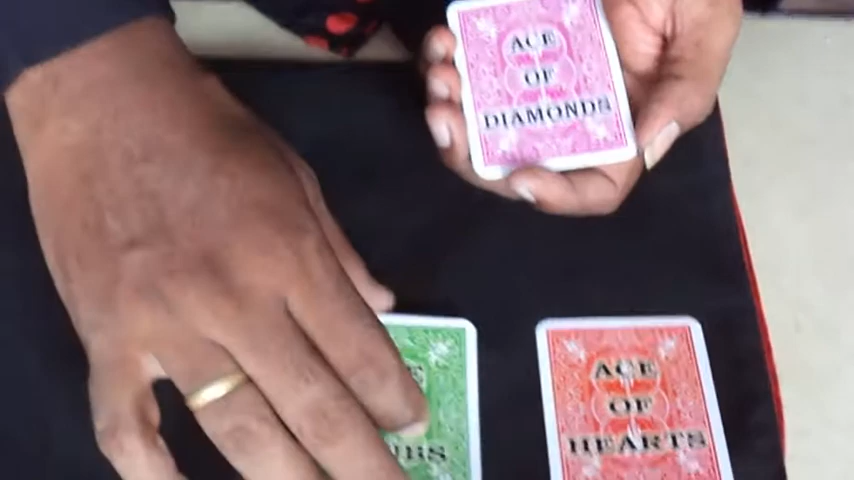 ACE
OF
DIAMONDS
ACE
OF
HEARTS